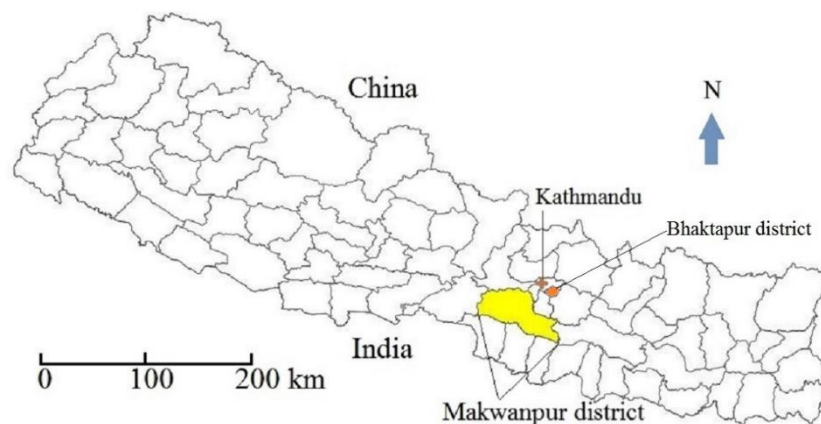 China
N
Kathmandu
Bhaktapur district
India
0 100 200 km
Makwanpur district